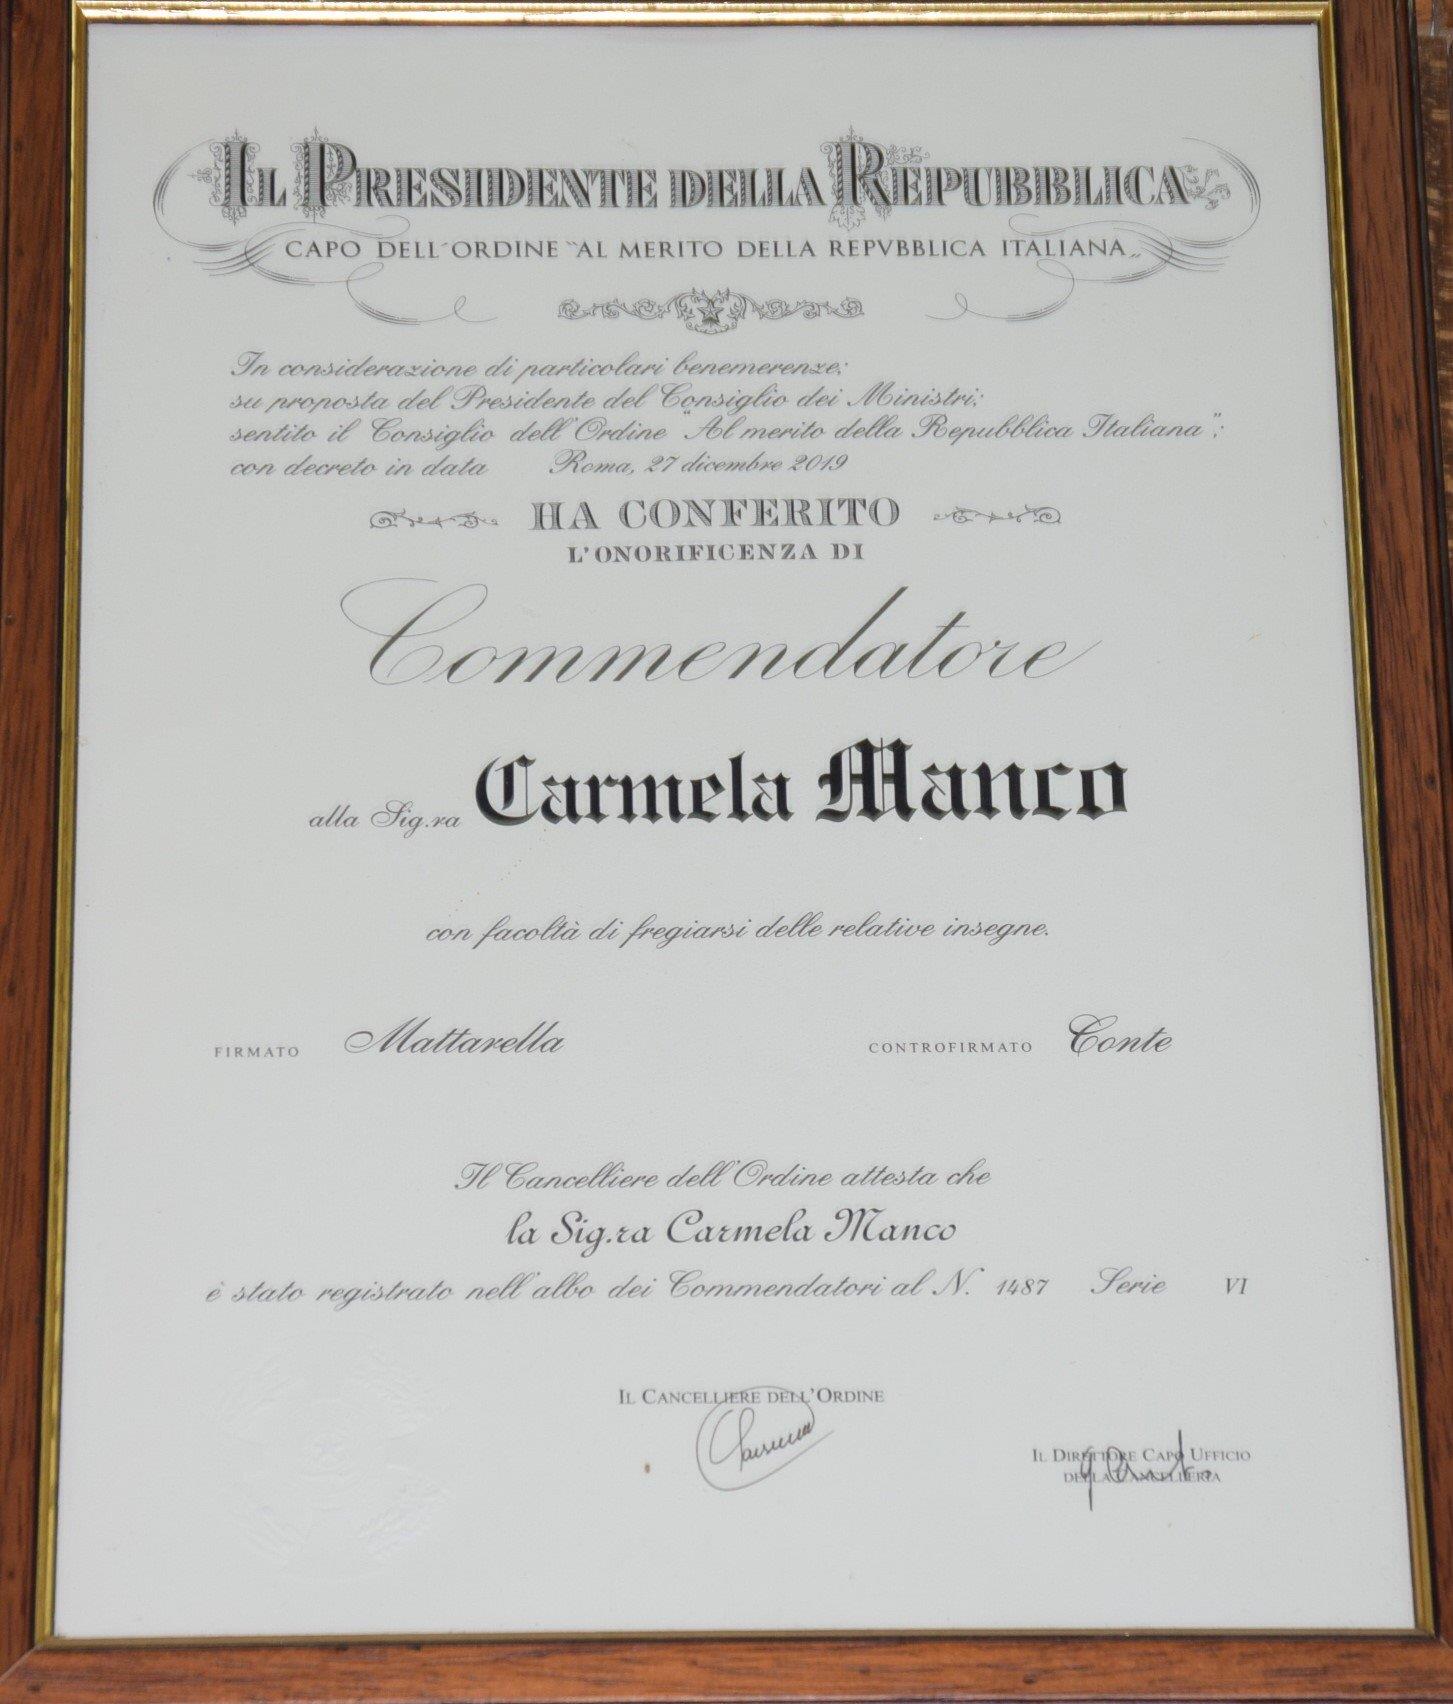 IL PRESIDENTE DELLA REPUBBLICA
CAPO DELL'ORDINE "AL MERITO DELLA REPVBBLICA ITALIANA„
In considerazione di particolari benemerenze;
su proposta del Presidente del Consiglio dei Ministri;
sentito il Consiglio dell'Ordine "Al merito della Repubblica Italiana";
con decreto in data Roma, 27 dicembre 2019
HA CONFERITO
L'ONORIFICENZA DI
Commendatore
alla Sig.ra Carmela Manco
con facoltà di fregiarsi delle relative insegne.
FIRMATO Mattarella CONTROFIRMATO Conte
Il Cancelliere dell'Ordine attesta che
la Sig.ra Carmela Manco
è stato registrato nell'albo dei Commendatori al N. 1487 Serie VI
IL CANCELLIERE DELL'ORDINE
IL DIRETTORE CAPO UFFICIO
DELLA CANCELLERIA